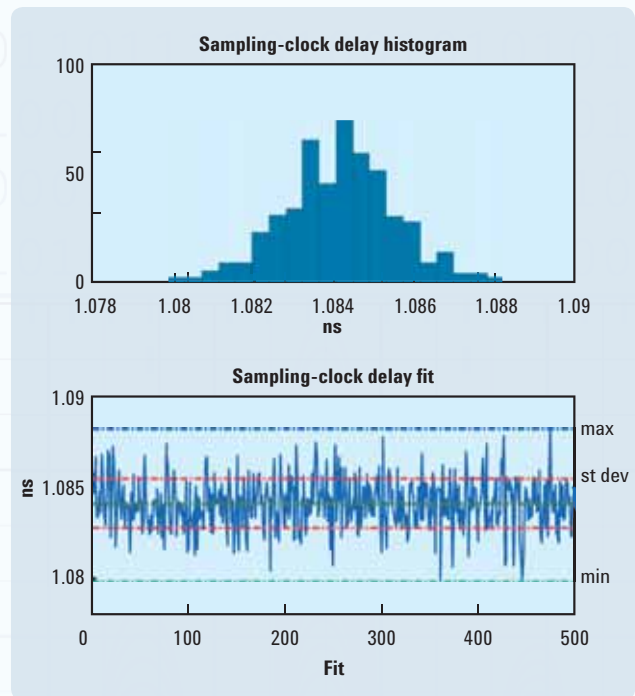 Sampling-clock delay histogram
100
50
0
1.078 1.08 1.082 1.084 1.086 1.088 1.09
ns
Sampling-clock delay fit
1.09
max
st dev
ns
1.085
1.08
min
0 100 200 300 400 500
Fit